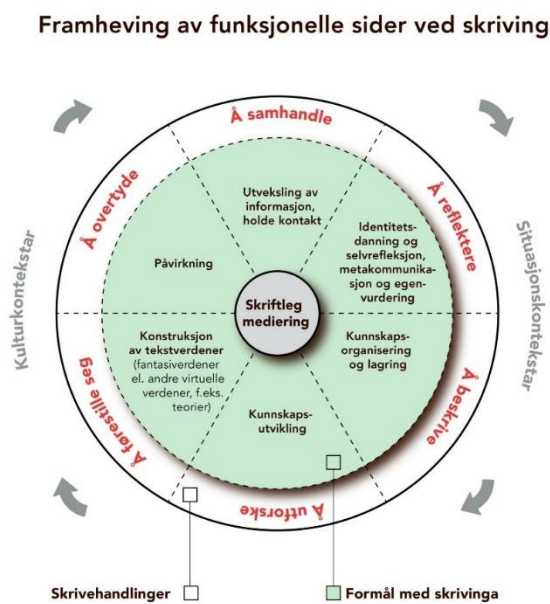 Framheving av funksjonelle sider ved skriving
Å samhandle
Å reflektere
Å beskrive
Å utforske
Å førestille seg
Å overtyde
Kulturkontekstar
Situasjonskontekstar
Utveksling av
informasjon,
holde kontakt
Identitets-
danning og
selvrefleksjon,
metakommunika-
sjon og egen-
vurdering
Kunnskaps-
organisering
og lagring
Kunnskaps-
utvikling
Konstruksjon
av tekstverdener
(fantasiverdener
el. andre virtuelle
verdener, f.eks.
teorier)
Påvirkning
Skriftleg
mediering
Skrivehandlinger
Formål med skrivinga